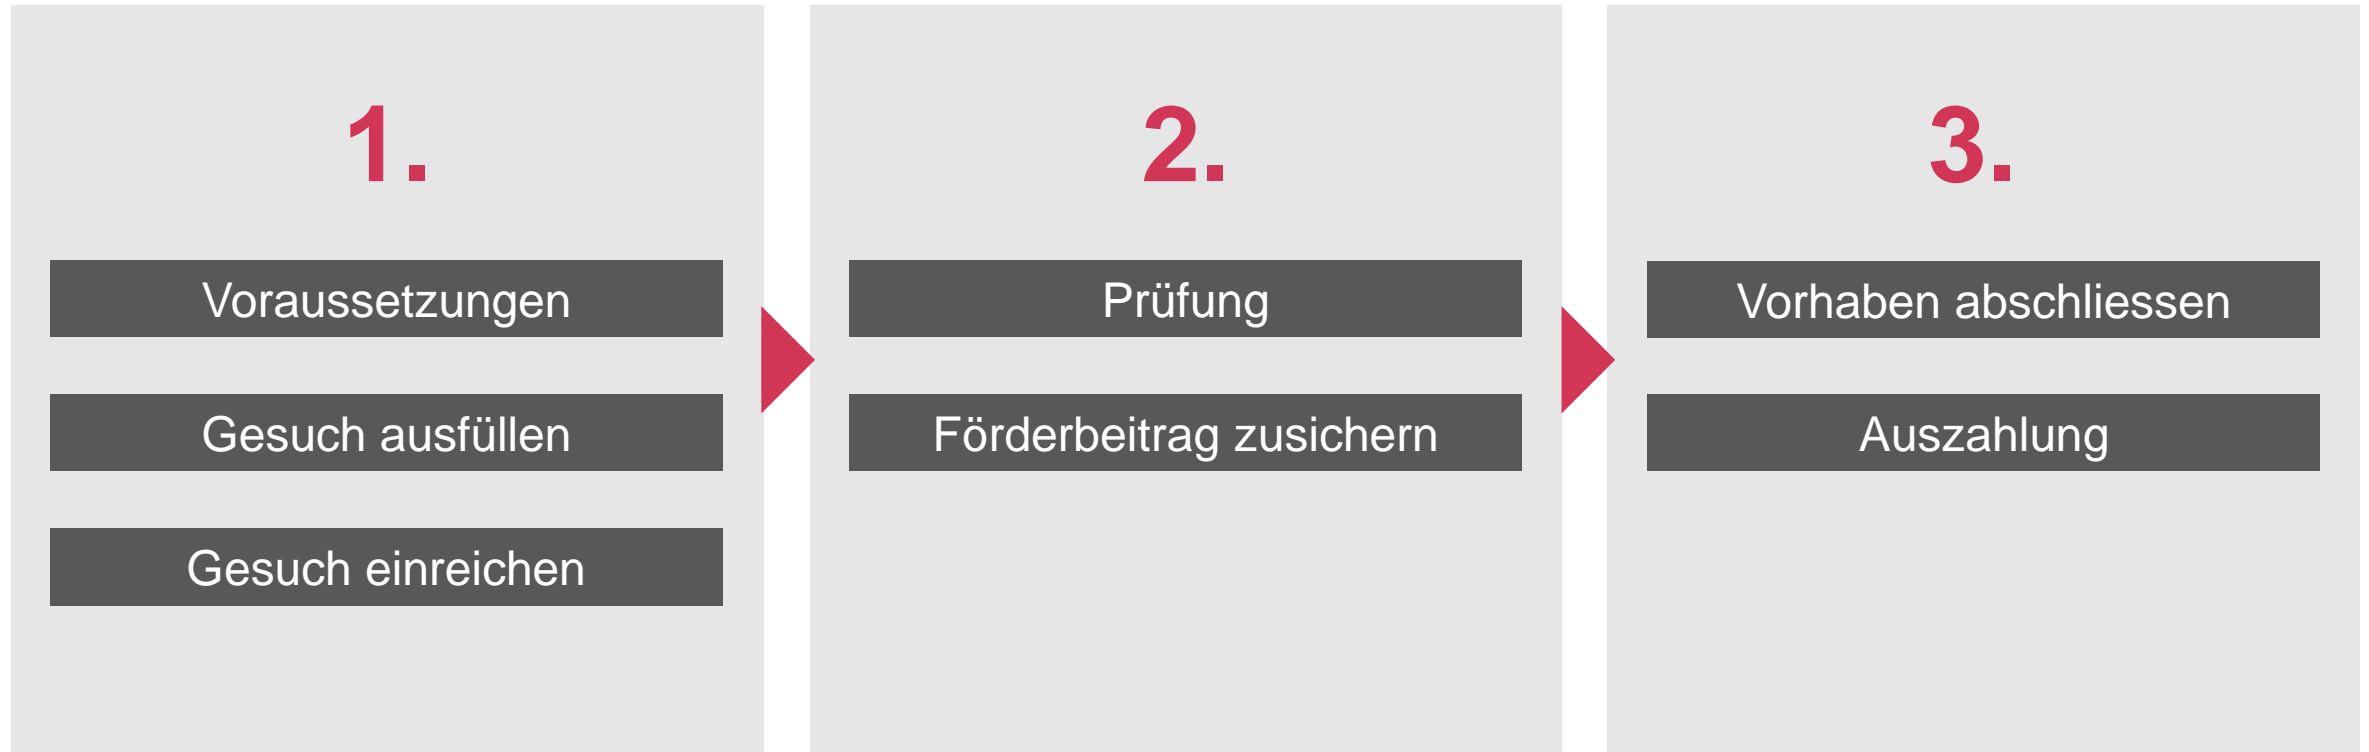 1.
Voraussetzungen
Gesuch ausfüllen
Gesuch einreichen
2.
Prüfung
Förderbeitrag zusichern
3.
Vorhaben abschliessen
Auszahlung